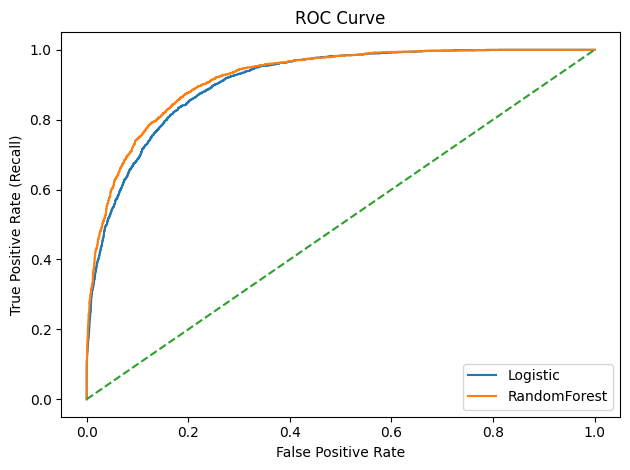 ROC Curve
True Positive Rate (Recall)
1.0
0.8
0.6
0.4
0.2
0.0
0.0 0.2 0.4 0.6 0.8 1.0
False Positive Rate
Logistic
RandomForest